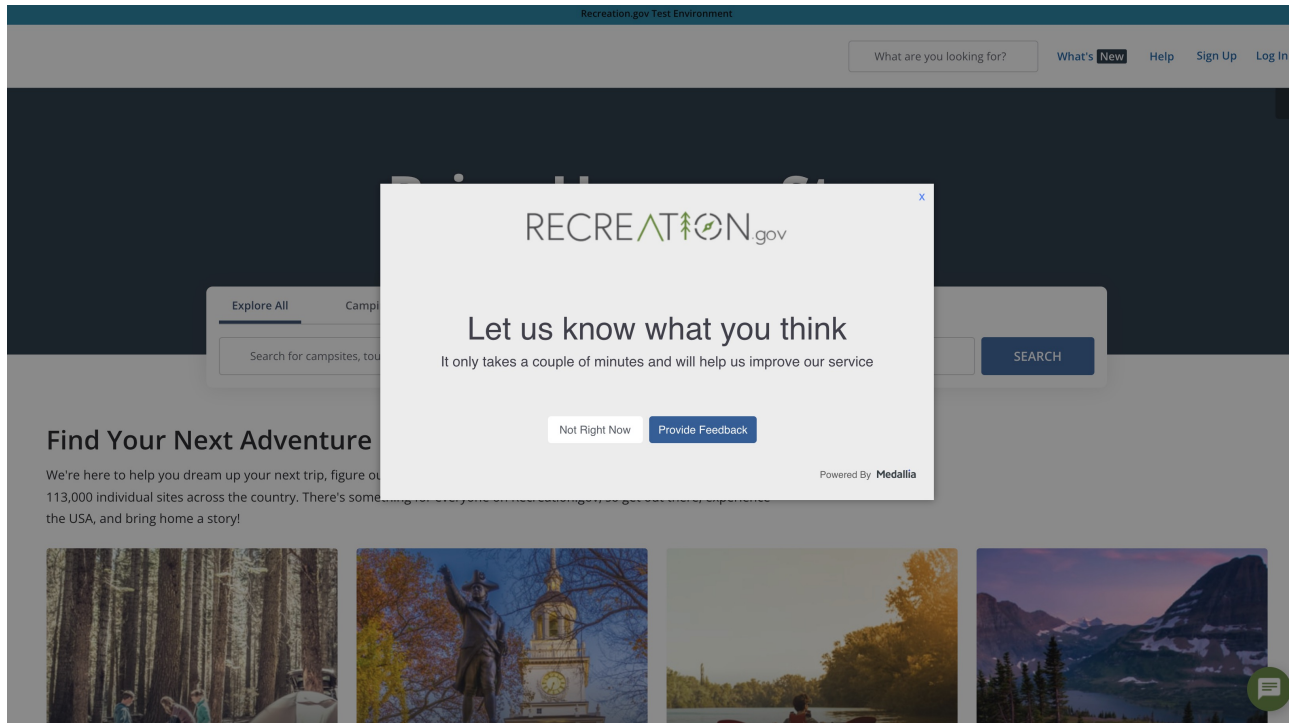 Recreation.gov Test Environment
What are you looking for?
What's New
Help
Sign Up
Log In
RECREATION.gov
x
Explore All
Let us know what you think
Search for campsites,
SEARCH
It only takes a couple of minutes and will help us improve our service
Not Right Now
Provide Feedback
Powered By Medallia
Find Your Next Adventure
We're here to help you dream up your next trip, figure
113,000 individual sites across the country. There's
the USA, and bring home a story!